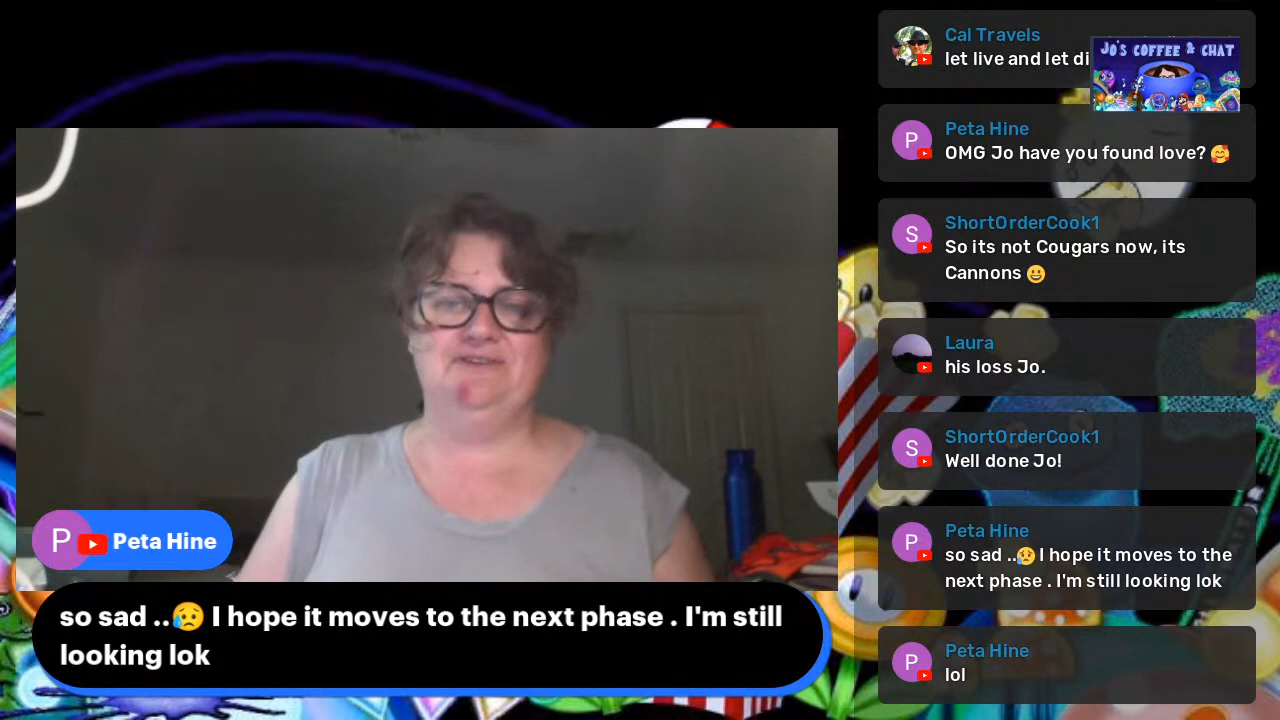 Cal Travels
let live and let di
JO'S COFFEE & CHAT
Peta Hine
OMG Jo have you found love? 🥰
ShortOrderCook1
So its not Cougars now, its
Cannons 😀
Laura
his loss Jo.
ShortOrderCook1
Well done Jo!
Peta Hine
so sad ..😥 I hope it moves to the
next phase . I'm still looking lok
Peta Hine
lol
P Peta Hine
so sad ..😥 I hope it moves to the next phase . I'm still
looking lok